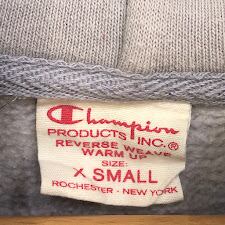 Champion
PRODUCTS INC.®
REVERSE WEAVE
WARM UP
SIZE:
X SMALL
ROCHESTER - NEW YORK